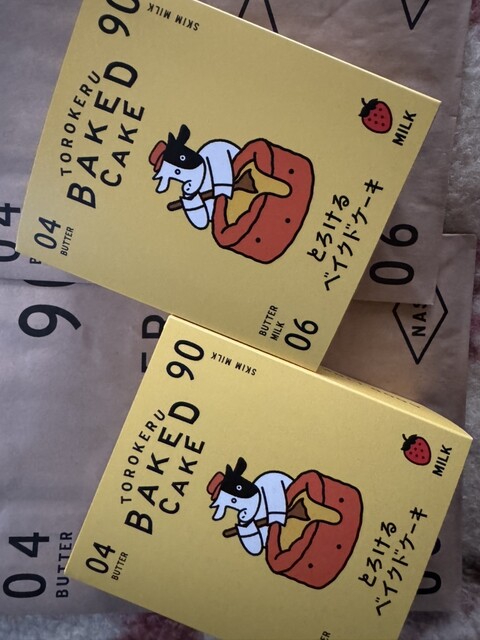 90
SKIM MILK
TOROKERU
BAKED
CAKE
04
BUTTER
MILK
とろける
ベイクドケーキ
BUTTER
MILK
06
90
SKIM MILK
TOROKERU
BAKED
CAKE
04
BUTTER
MILK
とろける
ベイクドケーキ
BUTTER
06
NAS
04
BUTTER